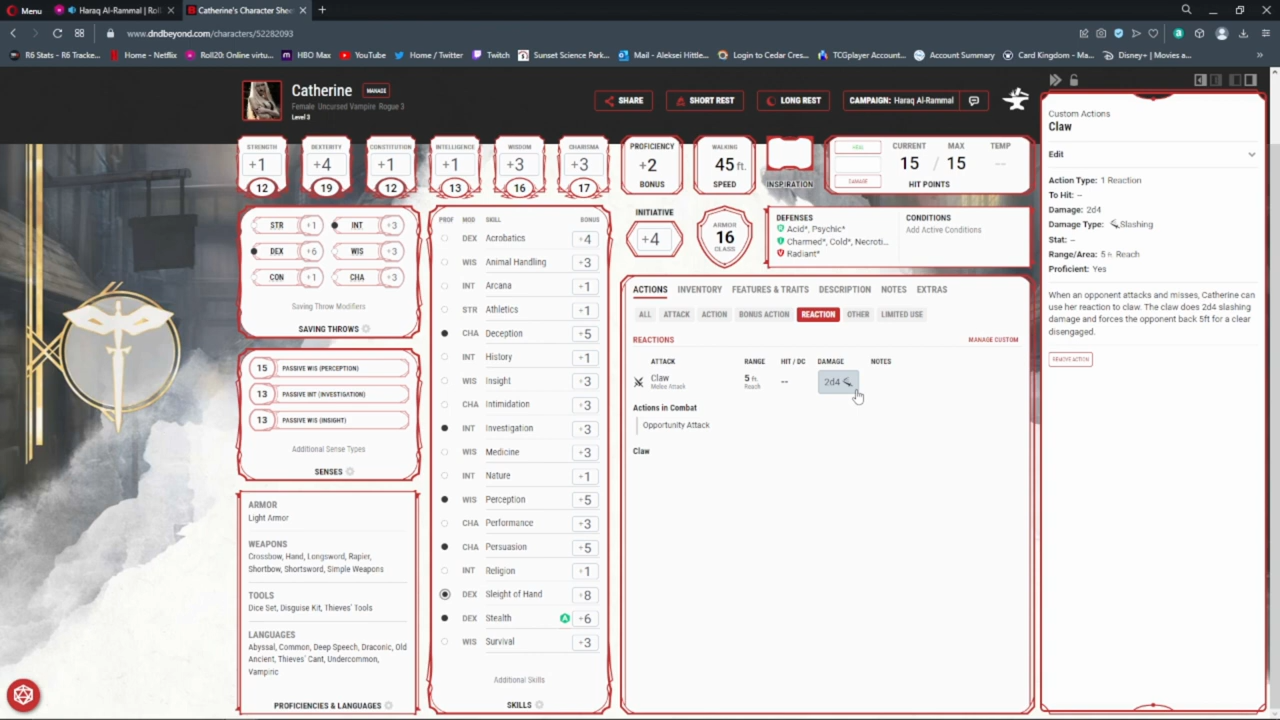 Menu
Haraq Al-Rammal | Roll
Catherine's Character She
www.dndbeyond.com/characters/52282093
R6 Stats - R6 Tracke...
Home - Netflix
Roll20: Online virtu...
HBO Max
YouTube
Home / Twitter
Twitch
Sunset Science Park...
Mail - Aleksei Hittle...
Login to Cedar Cres...
TCGplayer Account...
Account Summary
Card Kingdom - Ma...
Disney+ | Movies a...
Catherine
MANAGE
Female Uncursed Vampire Rogue 3
Level 3
SHARE
SHORT REST
LONG REST
CAMPAIGN: Haraq Al-Rammal
STRENGTH
+1
12
DEXTERITY
+4
19
CONSTITUTION
+1
12
INTELLIGENCE
+1
13
WISDOM
+3
16
CHARISMA
+3
17
PROFICIENCY
+2
BONUS
WALKING
45 ft.
SPEED
INSPIRATION
HEAL
DAMAGE
CURRENT MAX TEMP
15 / 15 --
HIT POINTS
STR +1
INT +3
DEX +6
WIS +3
CON +1
CHA +3
Saving Throw Modifiers
SAVING THROWS
15 PASSIVE WIS (PERCEPTION)
13 PASSIVE INT (INVESTIGATION)
13 PASSIVE WIS (INSIGHT)
Additional Sense Types
SENSES
ARMOR
Light Armor
WEAPONS
Crossbow, Hand, Longsword, Rapier,
Shortbow, Shortsword, Simple Weapons
TOOLS
Dice Set, Disguise Kit, Thieves' Tools
LANGUAGES
Abyssal, Common, Deep Speech, Draconic, Old
Ancient, Thieves' Cant, Undercommon,
Vampiric
PROFICIENCIES & LANGUAGES
PROF MOD SKILL BONUS
DEX Acrobatics +4
WIS Animal Handling +3
INT Arcana +1
STR Athletics +1
CHA Deception +5
INT History +1
WIS Insight +3
CHA Intimidation +3
INT Investigation +3
WIS Medicine +3
INT Nature +1
WIS Perception +5
CHA Performance +3
CHA Persuasion +5
INT Religion +1
DEX Sleight of Hand +8
DEX Stealth A +6
WIS Survival +3
Additional Skills
SKILLS
INITIATIVE
+4
ARMOR
16
CLASS
DEFENSES
Acid*, Psychic*
Charmed*, Cold*, Necroti...
Radiant*
CONDITIONS
Add Active Conditions
ACTIONS INVENTORY FEATURES & TRAITS DESCRIPTION NOTES EXTRAS
ALL ATTACK ACTION BONUS ACTION REACTION OTHER LIMITED USE
REACTIONS
MANAGE CUSTOM
ATTACK RANGE HIT / DC DAMAGE NOTES
Claw 5 ft. -- 2d4
Melee Attack Reach
Actions in Combat
Opportunity Attack
Claw
Custom Actions
Claw
Edit
Action Type: 1 Reaction
To Hit: --
Damage: 2d4
Damage Type: Slashing
Stat: --
Range/Area: 5 ft. Reach
Proficient: Yes
When an opponent attacks and misses, Catherine can
use her reaction to claw. The claw does 2d4 slashing
damage and forces the opponent back 5ft for a clear
disengaged.
REMOVE ACTION